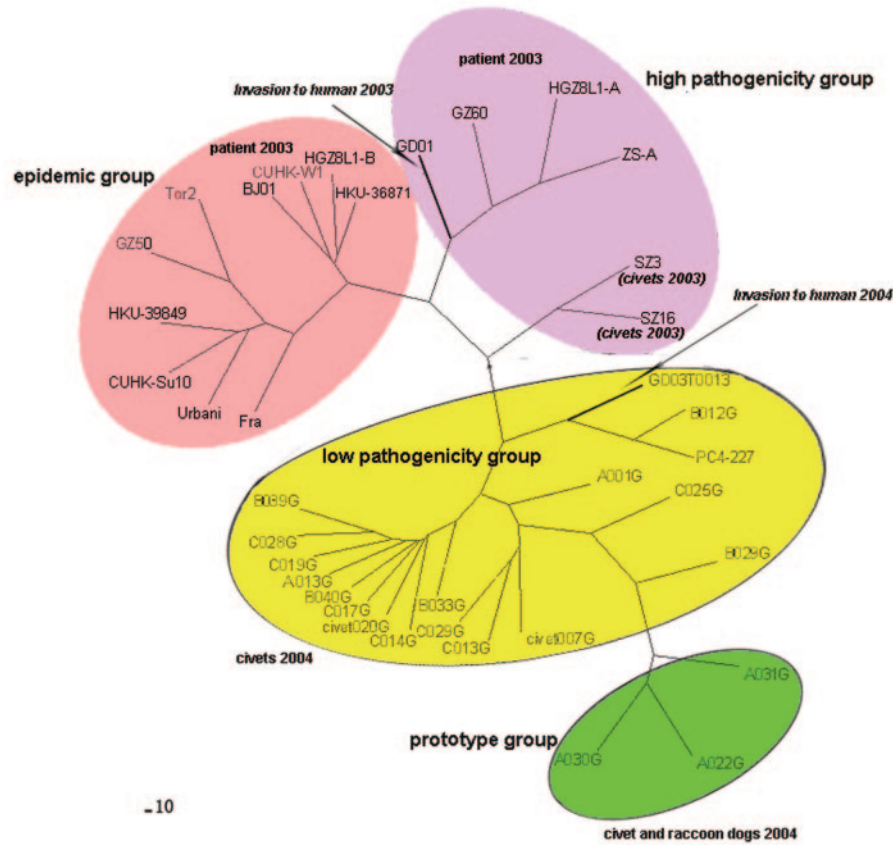 patient 2003
HGZ8L1-A
high pathogenicity group
Invasion to human 2003
GZ60
GD01
ZS-A
patient 2003
HGZ8L1-B
CUHK-W1
epidemic group
BJ01
HKU-36871
Tor2
GZ50
SZ3
(civets 2003)
Invasion to human 2004
HKU-39849
SZ16
(civets 2003)
CUHK-Su10
GD03T0013
Urbani
Fra
B012G
low pathogenicity group
PC4-227
A001G
C025G
B039G
C028G
B029G
C019G
A013G
B040G
C017G
B033G
civet020G
C014G
C029G
C013G
civet007G
civets 2004
A031G
prototype group
A030G
A022G
10
civet and raccoon dogs 2004